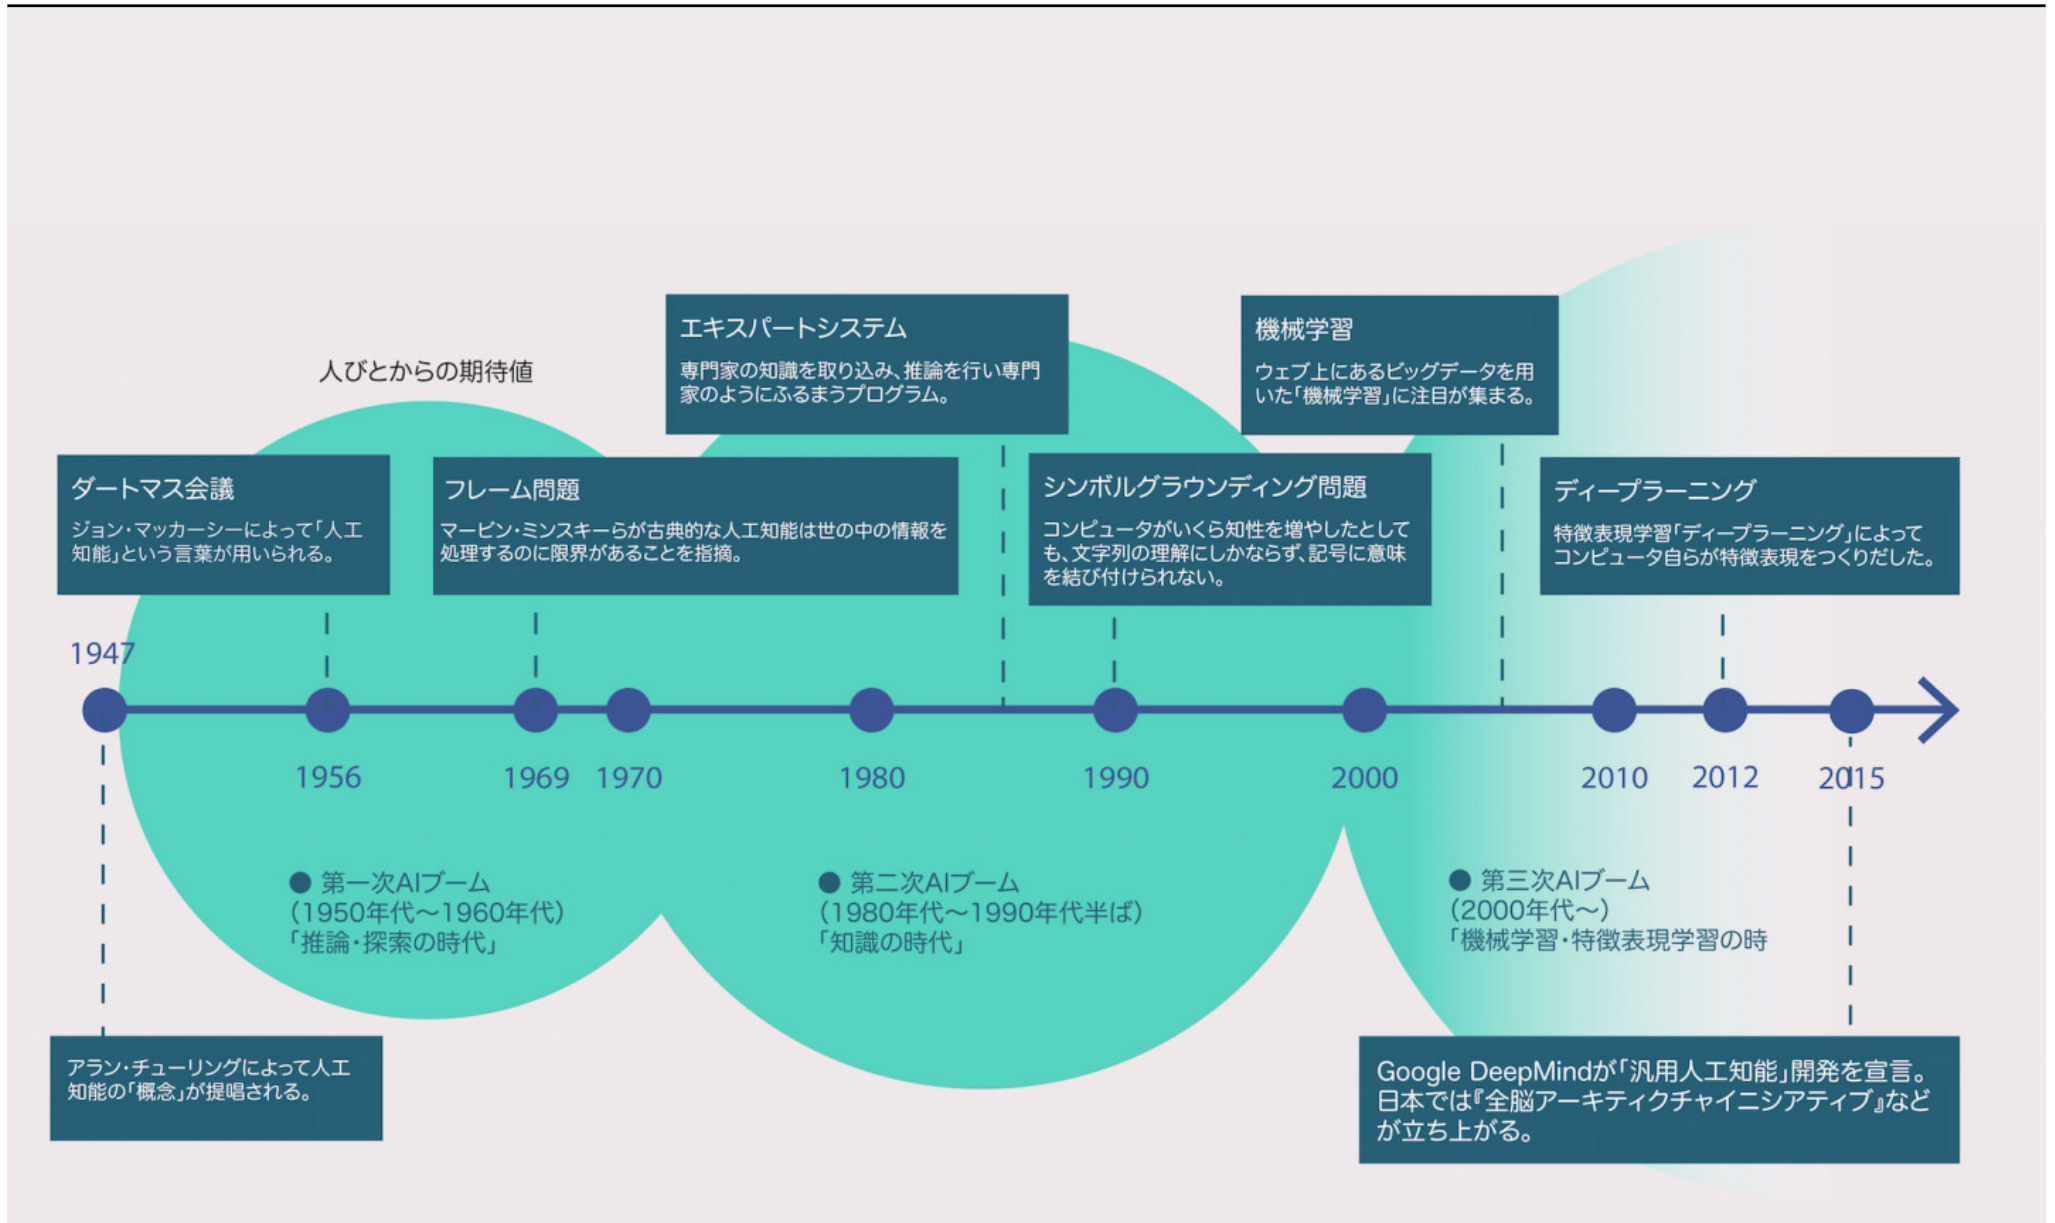 人びとからの期待値
エキスパートシステム
専門家の知識を取り込み、推論を行い専門
家のようにふるまうプログラム。
機械学習
ウェブ上にあるビッグデータを用
いた「機械学習」に注目が集まる。
ダートマス会議
ジョン・マッカーシーによって「人工
知能」という言葉が用いられる。
フレーム問題
マービン・ミンスキーらが古典的な人工知能は世の中の情報を
処理するのに限界があることを指摘。
シンボルグラウンディング問題
コンピュータがいくら知性を増やしたとして
も、文字列の理解にしかならず、記号に意味
を結び付けられない。
ディープラーニング
特徴表現学習「ディープラーニング」によって
コンピュータ自らが特徴表現をつくりだした。
1947
1956
1969
1970
1980
1990
2000
2010
2012
2015
● 第一次AIブーム
（1950年代～1960年代）
「推論・探索の時代」
● 第二次AIブーム
（1980年代～1990年代半ば）
「知識の時代」
● 第三次AIブーム
（2000年代～）
「機械学習・特徴表現学習の時
アラン・チューリングによって人工
知能の「概念」が提唱される。
Google DeepMindが「汎用人工知能」開発を宣言。
日本では『全脳アーキティクチャイニシアティブ』など
が立ち上がる。